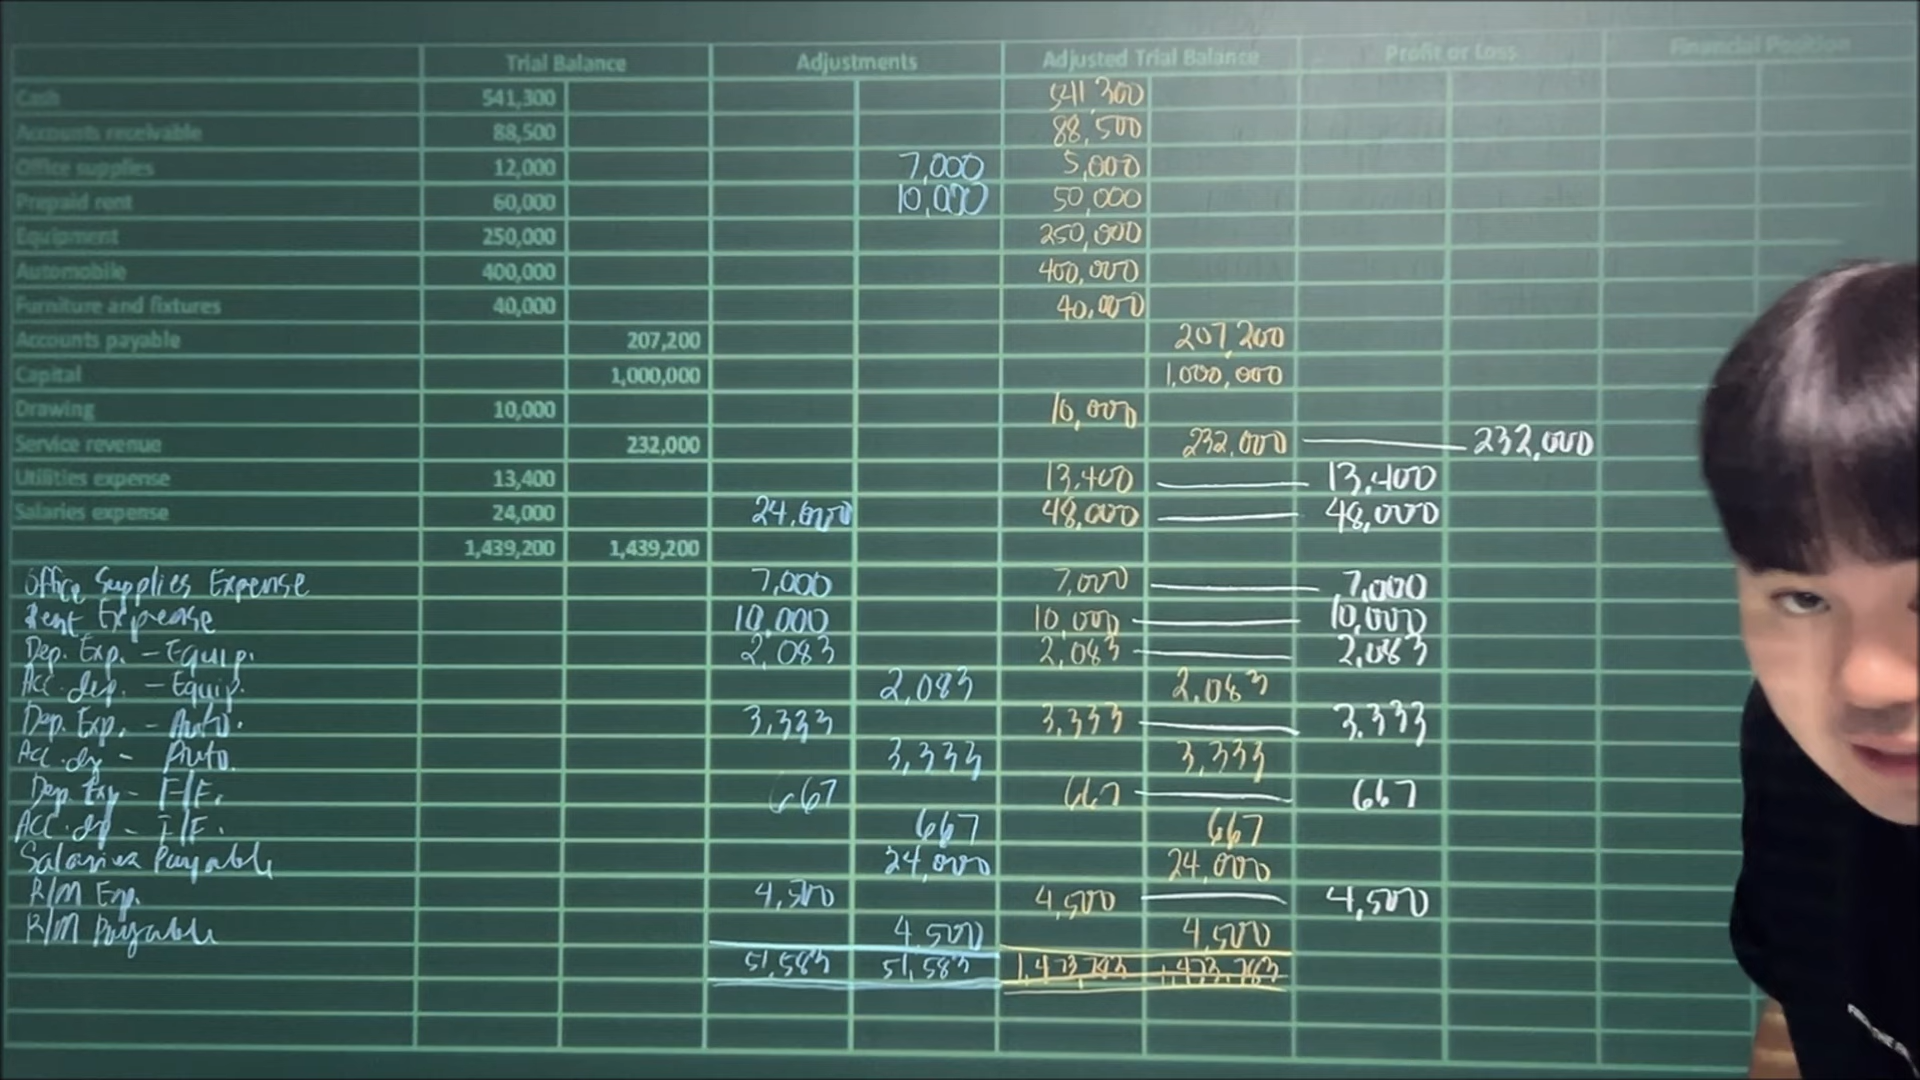 Trial Balance Adjustments Adjusted Trial Balance Profit or Loss Financial Position
Cash 541,300 541,300
Accounts receivable 88,500 88,500
Office supplies 12,000 7,000 5,000
Prepaid rent 60,000 10,000 50,000
Equipment 250,000 250,000
Automobile 400,000 400,000
Furniture and fixtures 40,000 40,000
Accounts payable 207,200 207,200
Capital 1,000,000 1,000,000
Drawing 10,000 10,000
Service revenue 232,000 232,000 232,000
Utilities expense 13,400 13,400 13,400
Salaries expense 24,000 24,000 48,000 48,000
1,439,200 1,439,200
Office Supplies Expense 7,000 7,000 7,000
Rent Expense 10,000 10,000 10,000
Dep. Exp. - Equip. 2,083 2,083 2,083
Acc. dep. - Equip. 2,083 2,083
Dep. Exp. - Auto. 3,333 3,333 3,333
Acc. dep - Auto. 3,333 3,333
Dep. Exp - F/F. 667 667 667
Acc. dep - F/F. 667 667
Salaries Payable 24,000 24,000
R/M Exp. 4,500 4,500 4,500
R/M Payable 4,500 4,500
51,583 51,583 1,473,783 1,473,783